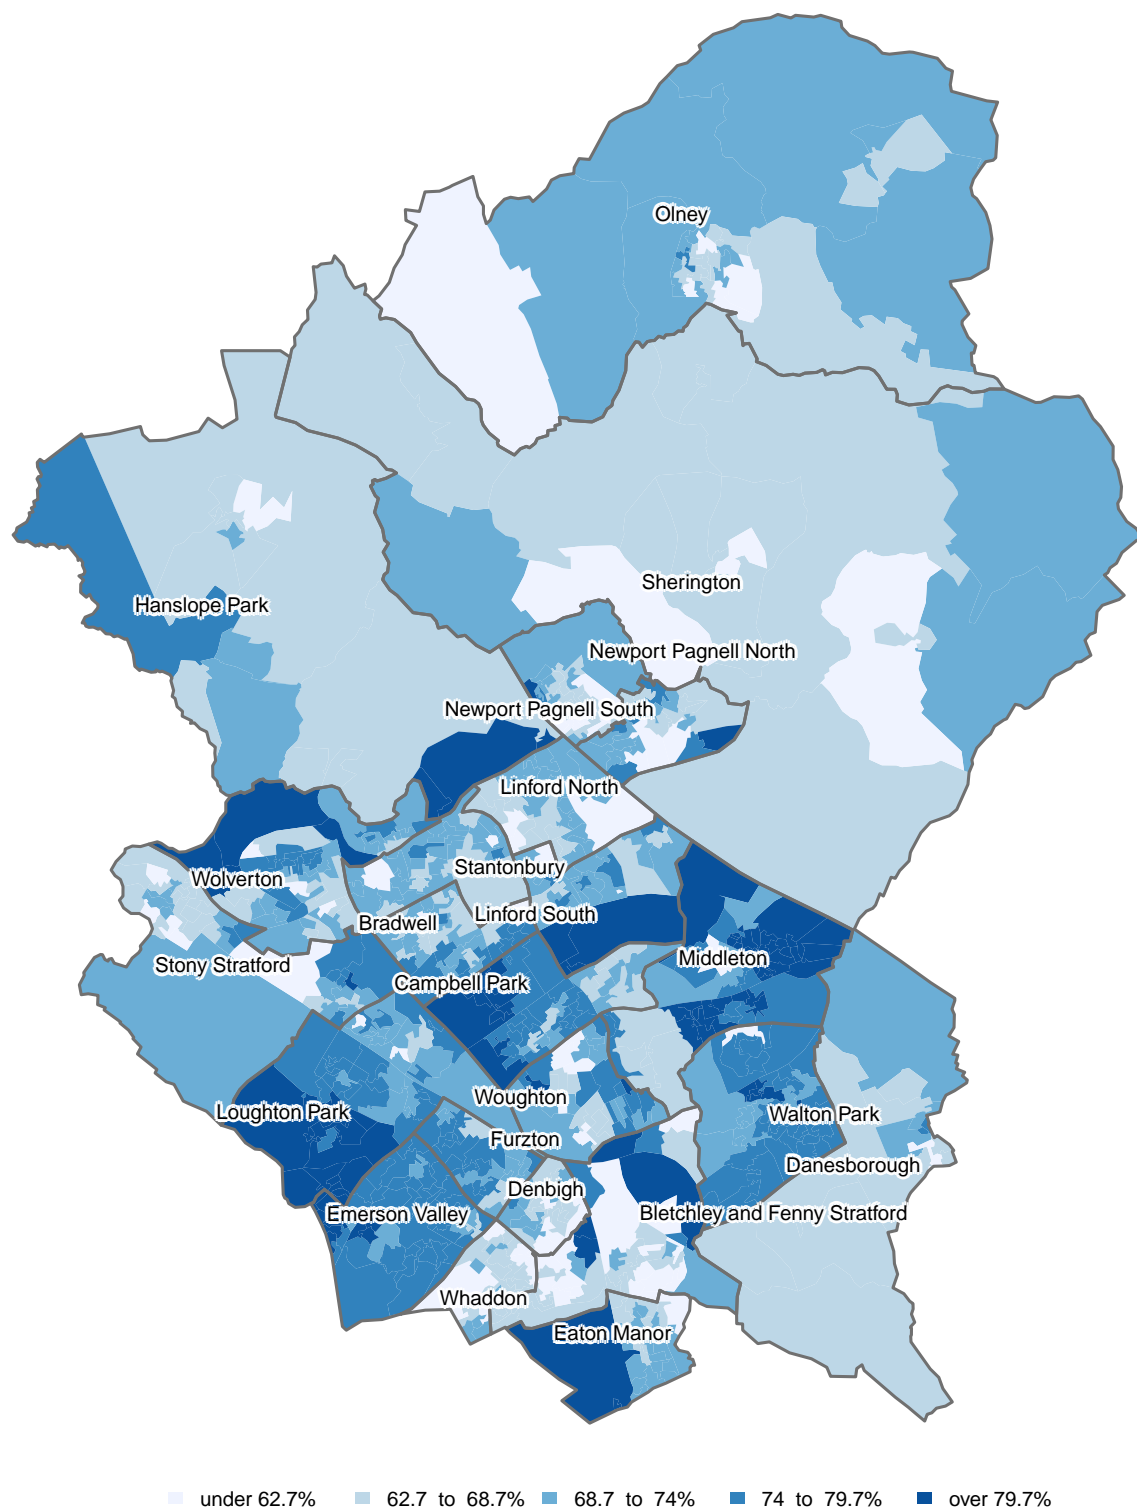 Olney
Sherington
Hanslope Park
Newport Pagnell North
Newport Pagnell South
Linford North
Stantonbury
Wolverton
Linford South
Bradwell
Middleton
Stony Stratford
Campbell Park
Woughton
Loughton Park
Walton Park
Furzton
Danesborough
Denbigh
Emerson Valley
Bletchley and Fenny Stratford
Whaddon
Eaton Manor
under 62.7% 62.7 to 68.7% 68.7 to 74% 74 to 79.7% over 79.7%